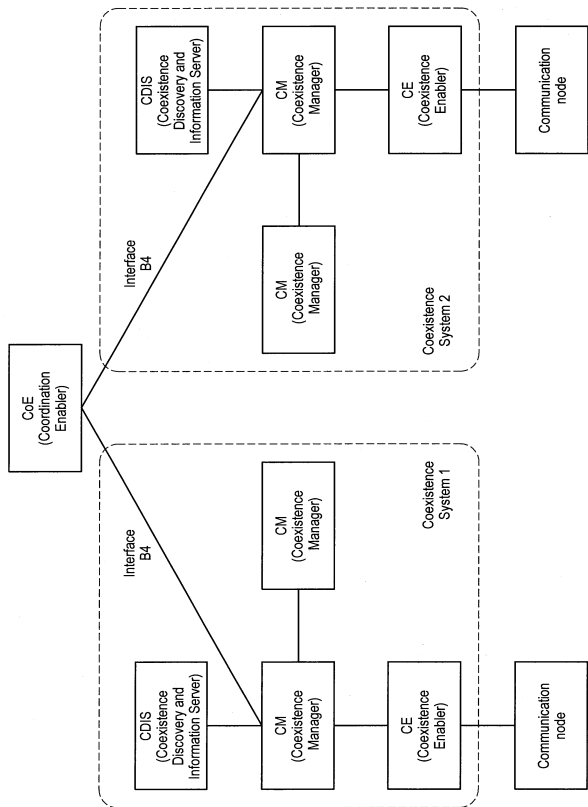 CoE
(Coordination
Enabler)
Interface
B4
Interface
B4
CDIS
(Coexistence
Discovery and
Information Server)
CM
(Coexistence
Manager)
CM
(Coexistence
Manager)
CE
(Coexistence
Enabler)
Coexistence
System 1
Communication
node
CDIS
(Coexistence
Discovery and
Information Server)
CM
(Coexistence
Manager)
CM
(Coexistence
Manager)
CE
(Coexistence
Enabler)
Coexistence
System 2
Communication
node